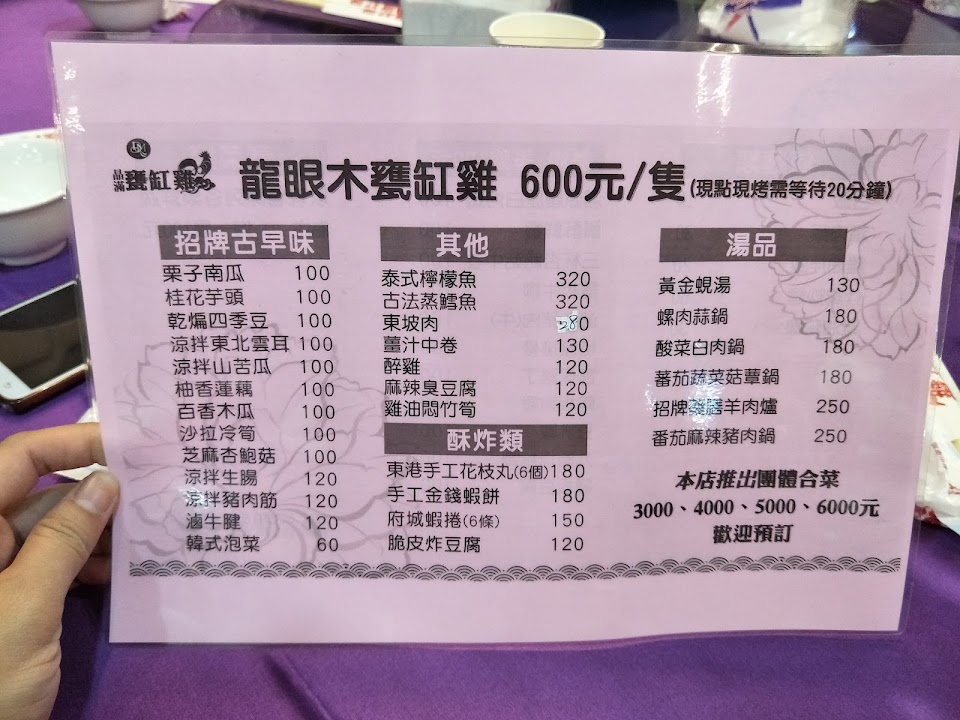 品滿甕缸雞
龍眼木甕缸雞 600元/隻(現點現烤需等待20分鐘)
招牌古早味
栗子南瓜 100
桂花芋頭 100
乾煸四季豆 100
涼拌東北雲耳 100
涼拌山苦瓜 100
柚香蓮藕 100
百香木瓜 100
沙拉冷筍 100
芝麻杏鮑菇 100
涼拌生腸 120
涼拌豬肉筋 120
滷牛腱 120
韓式泡菜 60
其他
泰式檸檬魚 320
古法蒸鱈魚 320
東坡肉 280
薑汁中卷 130
醉雞 120
麻辣臭豆腐 120
雞油悶竹筍 120
酥炸類
東港手工花枝丸(6個)180
手工金錢蝦餅 180
府城蝦捲(6條) 150
脆皮炸豆腐 120
湯品
黃金蜆湯 130
螺肉蒜鍋 180
酸菜白肉鍋 180
蕃茄蔬菜菇蕈鍋 180
招牌藥膳羊肉爐 250
番茄麻辣豬肉鍋 250
本店推出團體合菜
3000、4000、5000、6000元
歡迎預訂